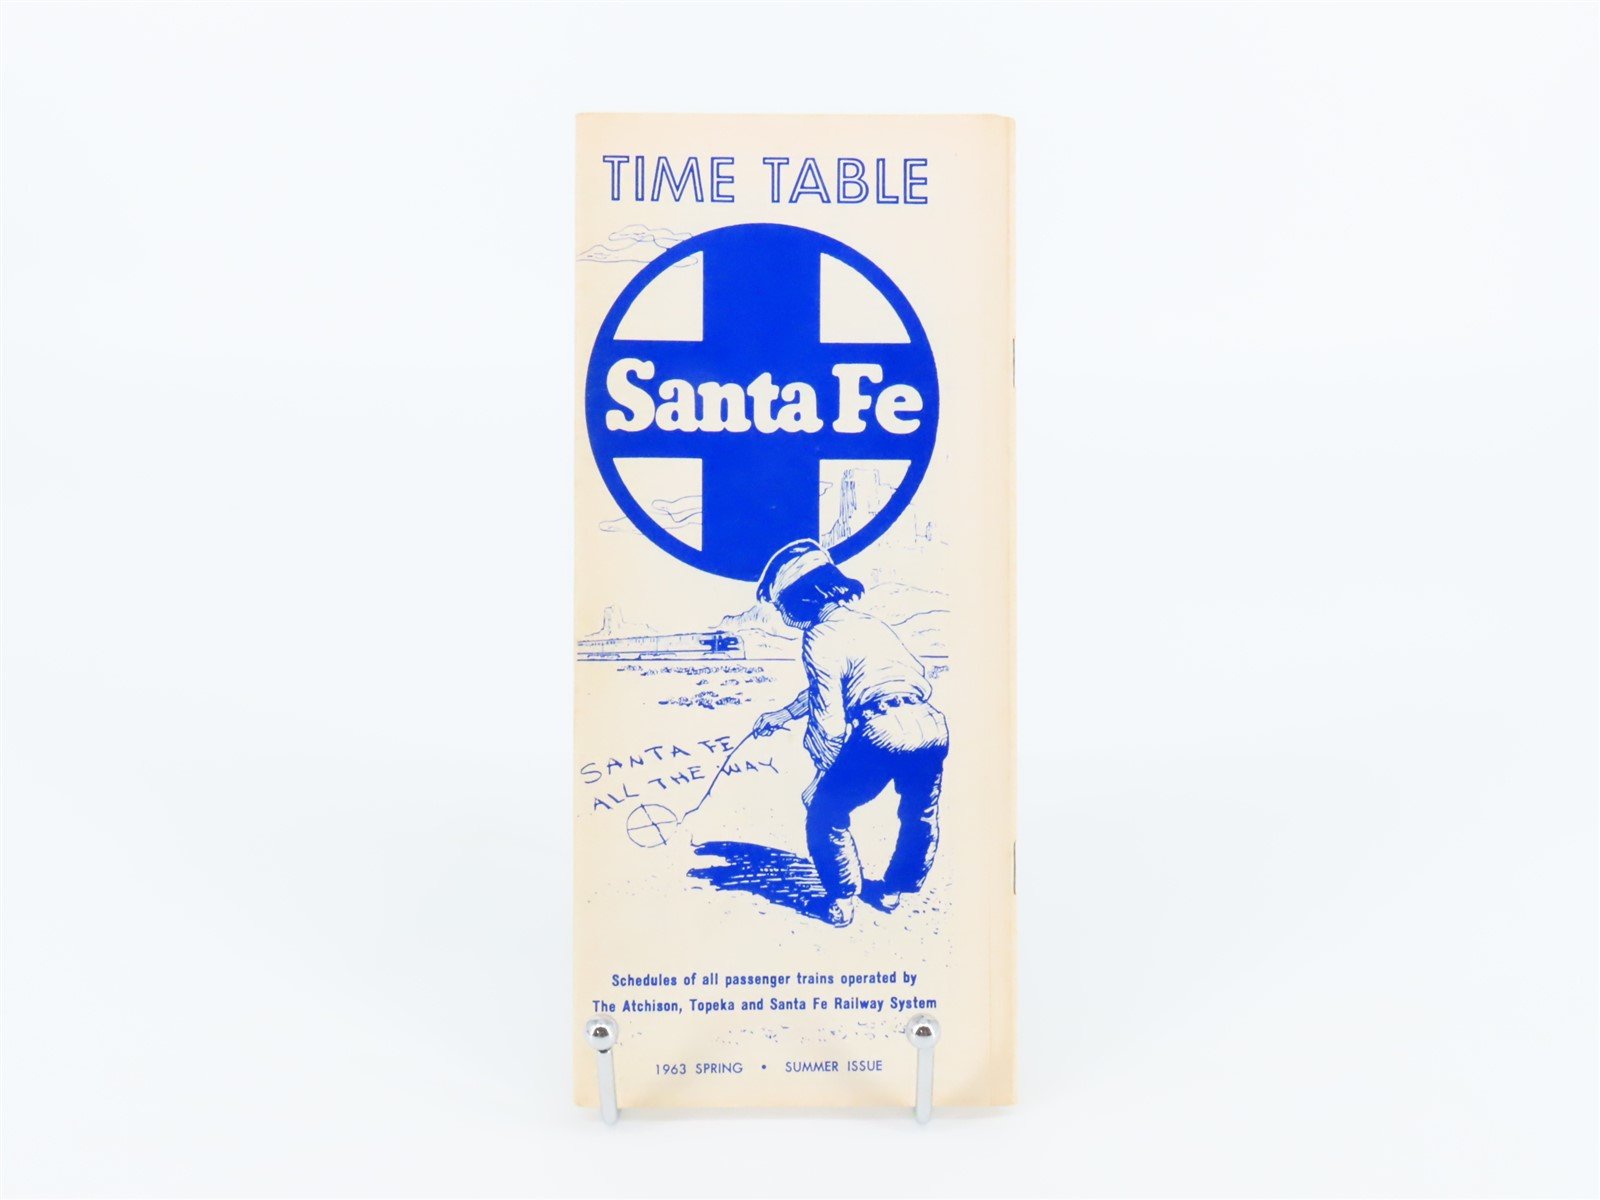 TIME TABLE
Santa Fe
SANTA FE
ALL THE WAY
Schedules of all passenger trains operated by
The Atchison, Topeka and Santa Fe Railway System
1963 SPRING • SUMMER ISSUE